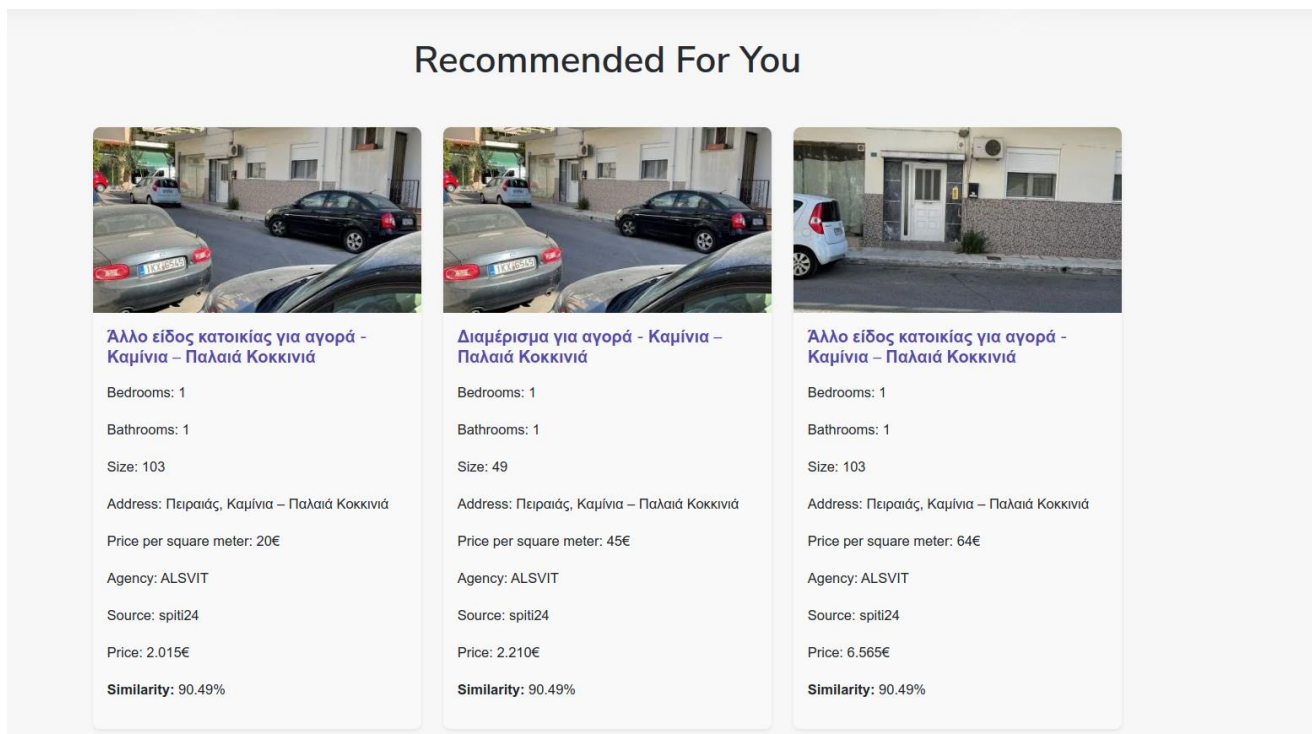 Recommended For You
Άλλο είδος κατοικίας για αγορά -
Καμίνια – Παλαιά Κοκκινιά
Bedrooms: 1
Bathrooms: 1
Size: 103
Address: Πειραιάς, Καμίνια – Παλαιά Κοκκινιά
Price per square meter: 20€
Agency: ALSVIT
Source: spiti24
Price: 2.015€
Similarity: 90.49%
Διαμέρισμα για αγορά - Καμίνια –
Παλαιά Κοκκινιά
Bedrooms: 1
Bathrooms: 1
Size: 49
Address: Πειραιάς, Καμίνια – Παλαιά Κοκκινιά
Price per square meter: 45€
Agency: ALSVIT
Source: spiti24
Price: 2.210€
Similarity: 90.49%
Άλλο είδος κατοικίας για αγορά -
Καμίνια – Παλαιά Κοκκινιά
Bedrooms: 1
Bathrooms: 1
Size: 103
Address: Πειραιάς, Καμίνια – Παλαιά Κοκκινιά
Price per square meter: 64€
Agency: ALSVIT
Source: spiti24
Price: 6.565€
Similarity: 90.49%